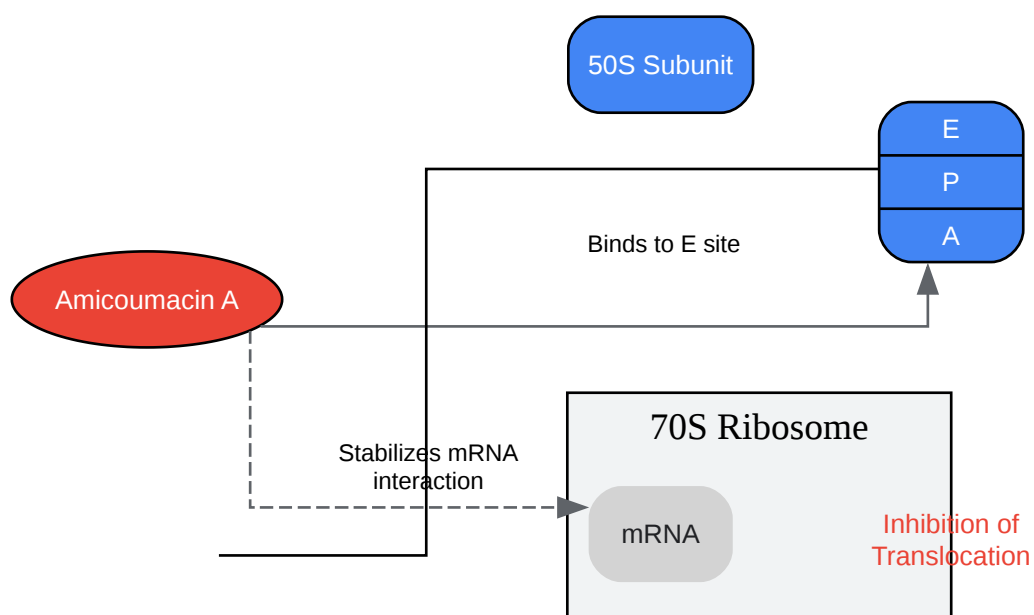 50S Subunit
E
P
A
Binds to E site
Amicoumacin A
70S Ribosome
Stabilizes mRNA
interaction
mRNA
Inhibition of
Translocation